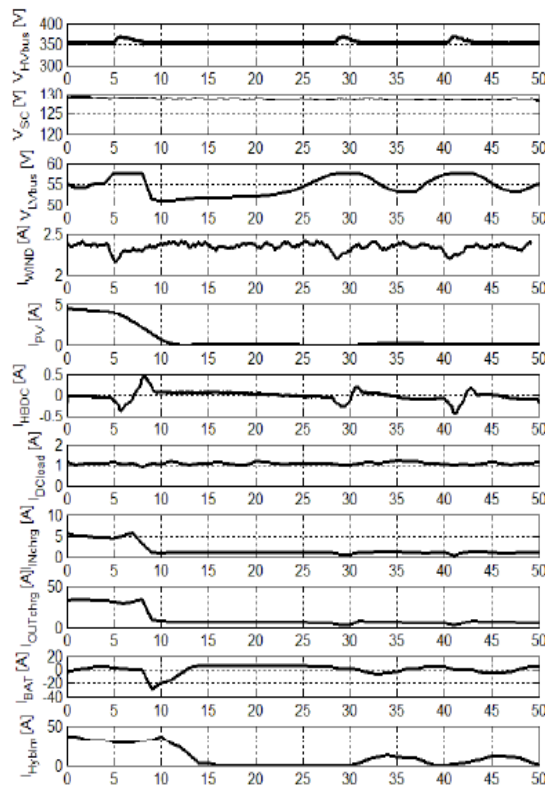 V_HVbus [V]
400
350
300
0 5 10 15 20 25 30 35 40 45 50
V_SC [V]
130
125
120
0 5 10 15 20 25 30 35 40 45 50
V_LVbus [V]
60
55
50
0 5 10 15 20 25 30 35 40 45 50
I_WIND [A]
2.5
2
0 5 10 15 20 25 30 35 40 45 50
I_PV [A]
5
0
0 5 10 15 20 25 30 35 40 45 50
I_HBDC [A]
0.5
0.0
-0.5
0 5 10 15 20 25 30 35 40 45 50
I_DCload [A]
2
1
0
0 5 10 15 20 25 30 35 40 45 50
I_INchrg [A]
10
5
0
0 5 10 15 20 25 30 35 40 45 50
I_OUTchrg [A]
50
0
0 5 10 15 20 25 30 35 40 45 50
I_BAT [A]
20
0
-20
-40
0 5 10 15 20 25 30 35 40 45 50
I_HybIm [A]
50
0
0 5 10 15 20 25 30 35 40 45 50